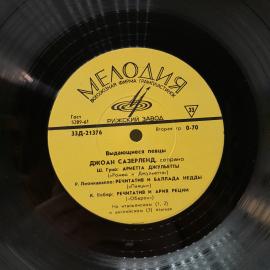 МЕЛОДИЯ
ВСЕСОЮЗНАЯ ФИРМА ГРАМПЛАСТИНОК
РИЖСКИЙ ЗАВОД
Гост
5289-61
33
33Д-21376
Вторая гр 0-70
Выдающиеся певцы
ДЖОАН САЗЕРЛЕНД, сопрано
Ш. Гуно: АРИЕТТА ДЖУЛЬЕТТЫ
(«Ромео и Джульетта»)
Р. Леонкавалло: РЕЧИТАТИВ И БАЛЛАДА НЕДДЫ
(«Паяцы»)
К. Вебер: РЕЧИТАТИВ И АРИЯ РЕЦИИ
(«Оберон»)
На итальянском (1, 2)
и английском (3) языках